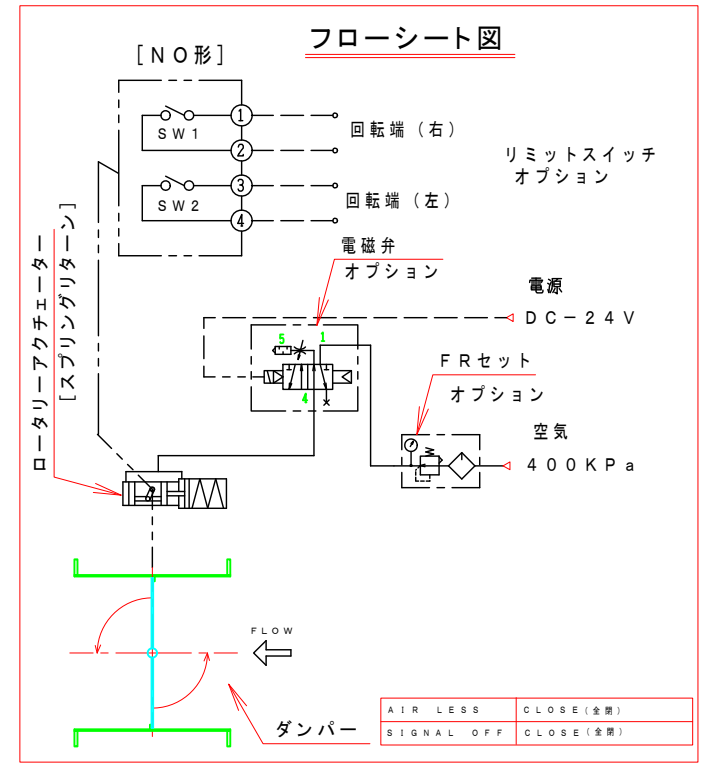 フローシート図
[NO形]
SW1
SW2
1
2
3
4
回転端(右)
回転端(左)
リミットスイッチ
オプション
ロータリーアクチェーター
[スプリングリターン]
電磁弁
オプション
5
1
4
電源
DC-24V
FRセット
オプション
空気
400KPa
FLOW
ダンパー
AIR LESS CLOSE(全閉)
SIGNAL OFF CLOSE(全閉)